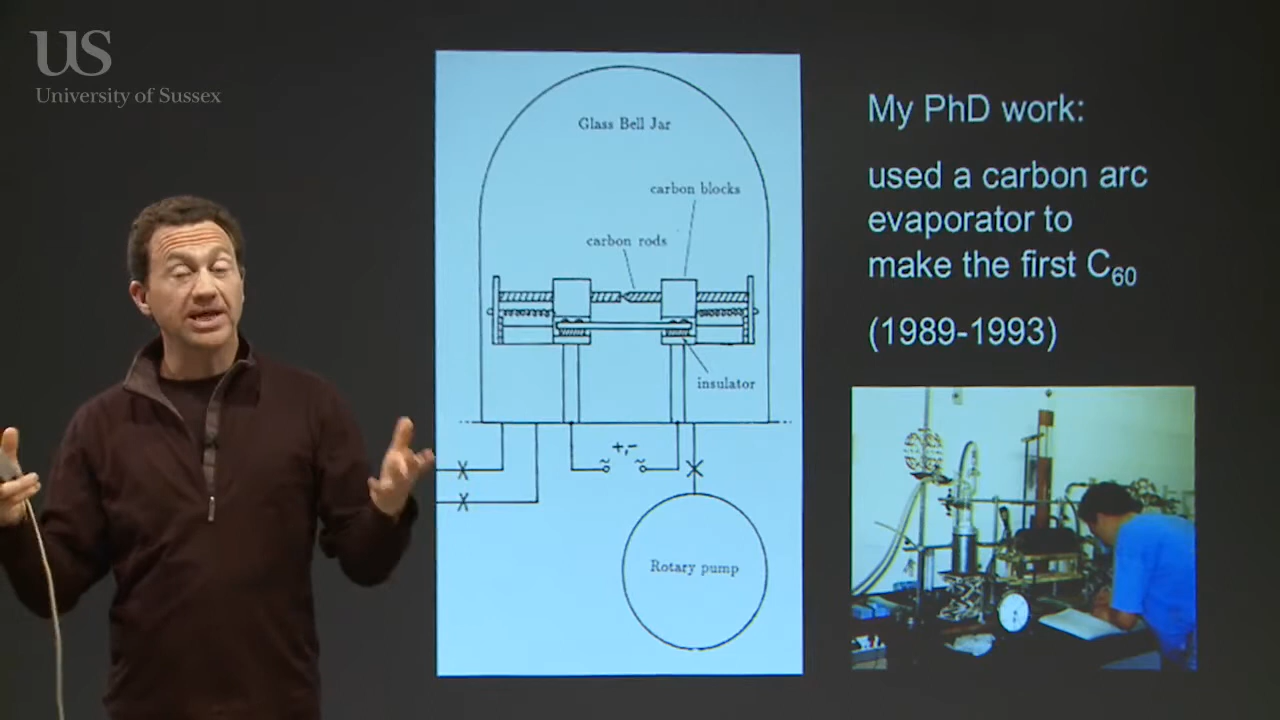 US
University of Sussex
Glass Bell Jar
carbon blocks
carbon rods
insulator
+,-
Rotary pump
My PhD work:
used a carbon arc
evaporator to
make the first C₆₀
(1989-1993)